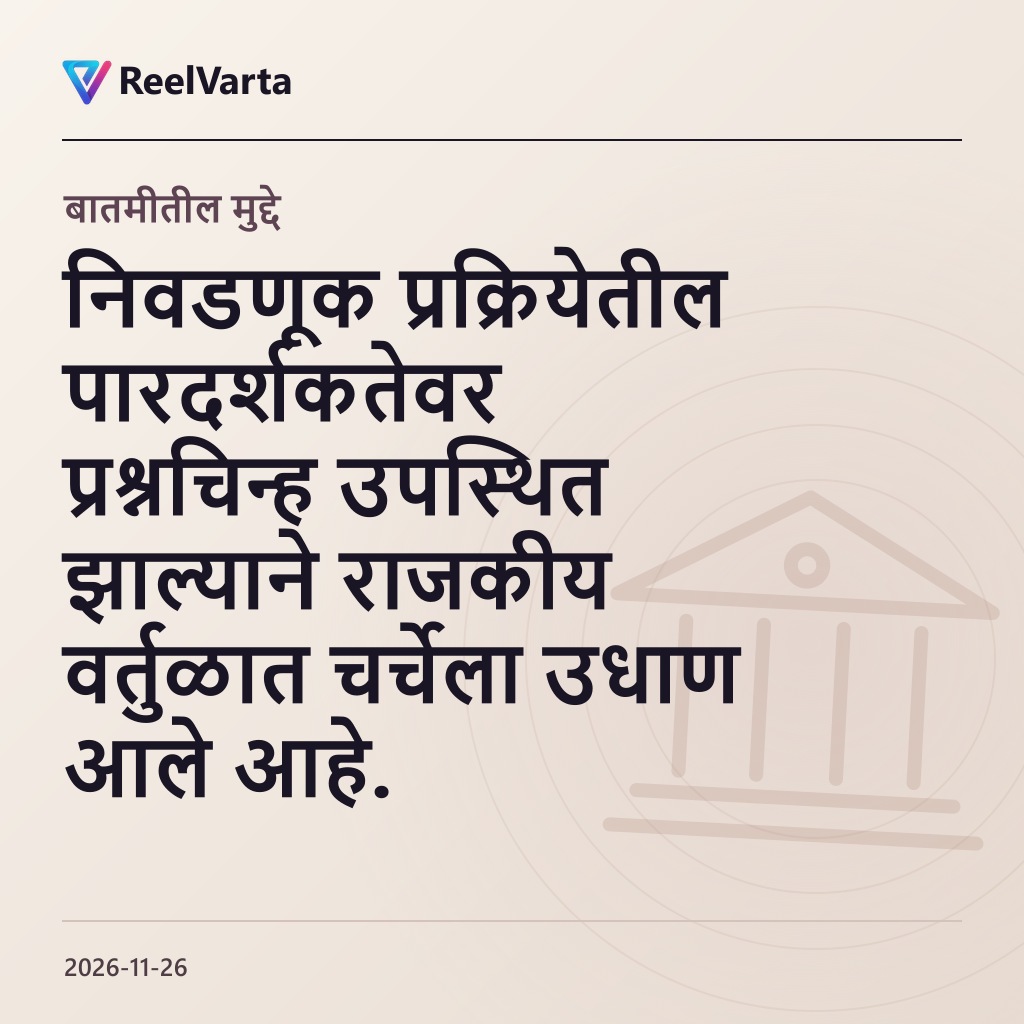 ReelVarta
बातमीतील मुद्दे
निवडणूक प्रक्रियेतील
पारदर्शकतेवर
प्रश्नचिन्ह उपस्थित
झाल्याने राजकीय
वर्तुळात चर्चेला उधाण
आले आहे.
2026-11-26